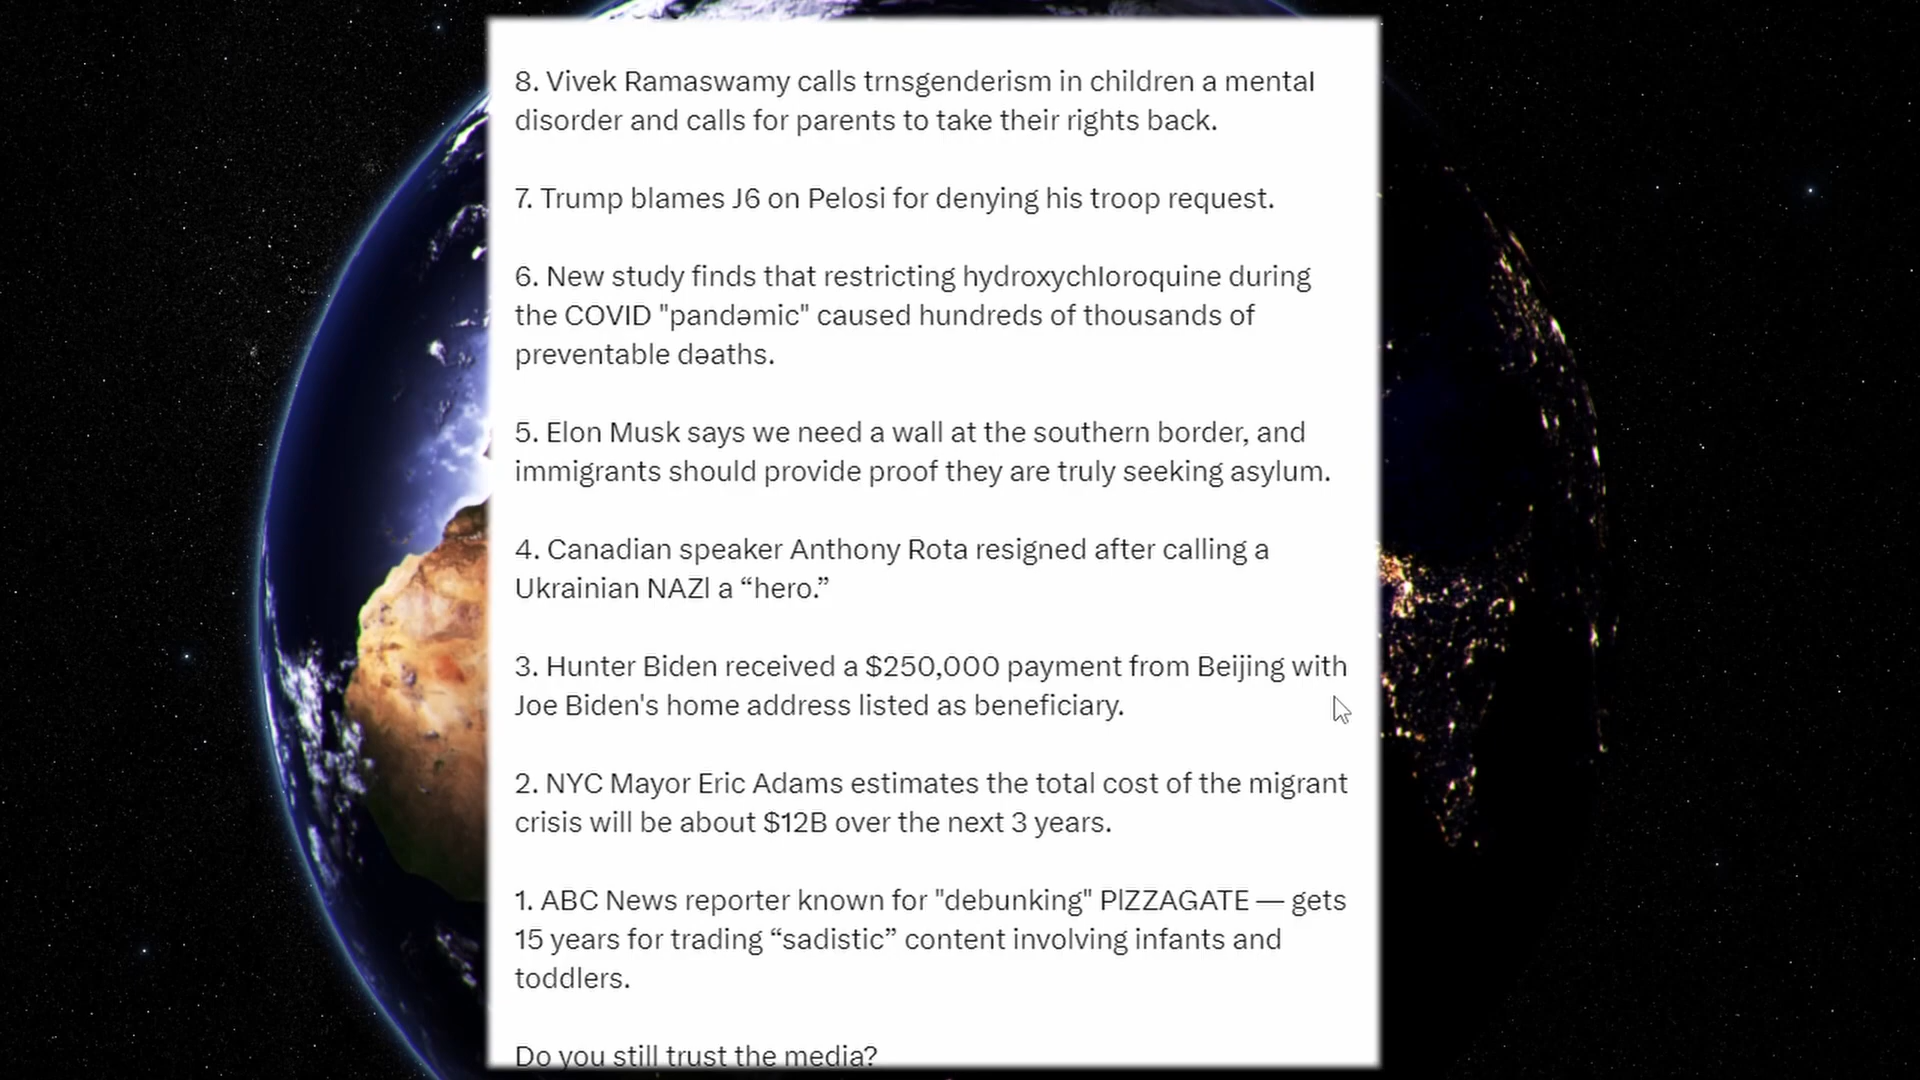 8. Vivek Ramaswamy calls trnsgenderism in children a mental
disorder and calls for parents to take their rights back.
7. Trump blames J6 on Pelosi for denying his troop request.
6. New study finds that restricting hydroxychloroquine during
the COVID "pandəmic" caused hundreds of thousands of
preventable dəaths.
5. Elon Musk says we need a wall at the southern border, and
immigrants should provide proof they are truly seeking asylum.
4. Canadian speaker Anthony Rota resigned after calling a
Ukrainian NAZl a “hero.”
3. Hunter Biden received a $250,000 payment from Beijing with
Joe Biden's home address listed as beneficiary.
2. NYC Mayor Eric Adams estimates the total cost of the migrant
crisis will be about $12B over the next 3 years.
1. ABC News reporter known for "debunking" PlZZAGATE — gets
15 years for trading “sadistic” content involving infants and
toddlers.
Do you still trust the media?